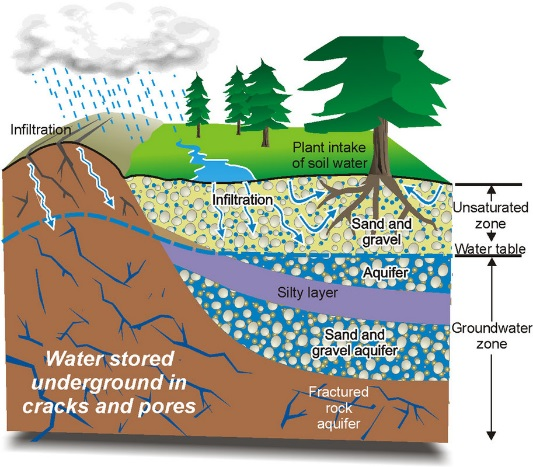 Infiltration
Plant intake
of soil water
Infiltration
Sand and
gravel
Unsaturated
zone
Water table
Aquifer
Silty layer
Groundwater
zone
Sand and
gravel aquifer
Water stored
underground in
cracks and pores
Fractured
rock
aquifer